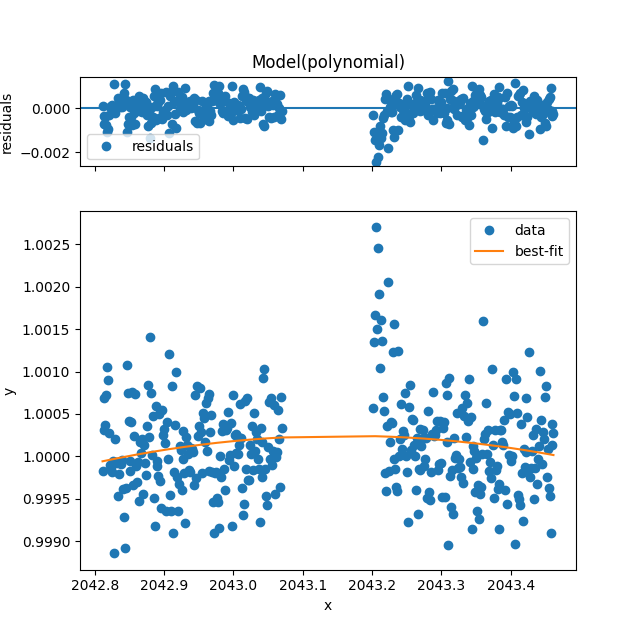 Model(polynomial)
residuals
0.000
−0.002
residuals
y
1.0025
1.0020
1.0015
1.0010
1.0005
1.0000
0.9995
0.9990
data
best-fit
2042.8 2042.9 2043.0 2043.1 2043.2 2043.3 2043.4
x